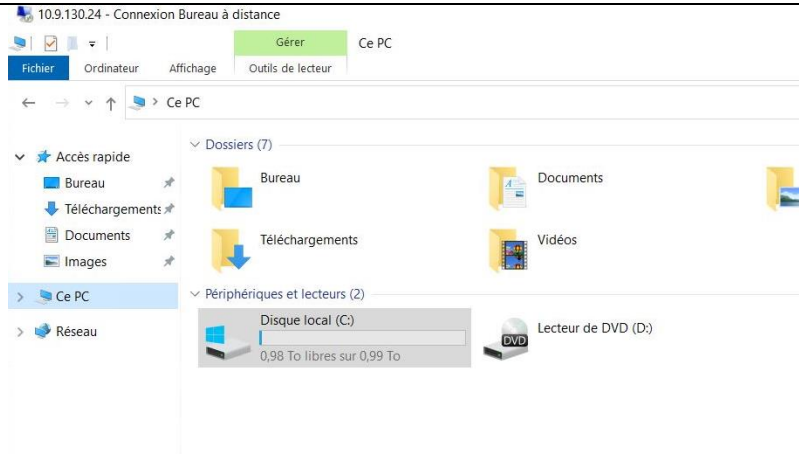 10.9.130.24 - Connexion Bureau à distance
Gérer
Ce PC
Fichier
Ordinateur
Affichage
Outils de lecteur
Ce PC
Accès rapide
Bureau
Téléchargements
Documents
Images
Ce PC
Réseau
Dossiers (7)
Bureau
Documents
Téléchargements
Vidéos
Périphériques et lecteurs (2)
Disque local (C:)
0,98 To libres sur 0,99 To
DVD
Lecteur de DVD (D:)